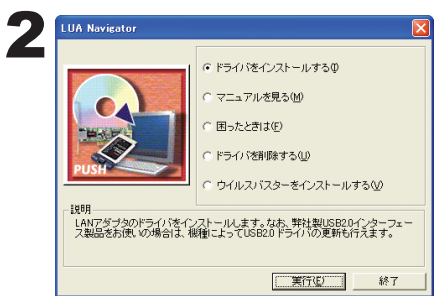 2
LUA Navigator
ドライバをインストールする(I)
マニュアルを見る(M)
困ったときは(F)
ドライバを削除する(U)
ウイルスバスターをインストールする(V)
PUSH
説明
LANアダプタのドライバをインストールします。なお、弊社製USB2.0インターフェー
ス製品をお使いの場合は、機種によってUSB2.0ドライバの更新も行えます。
実行(E)
終了